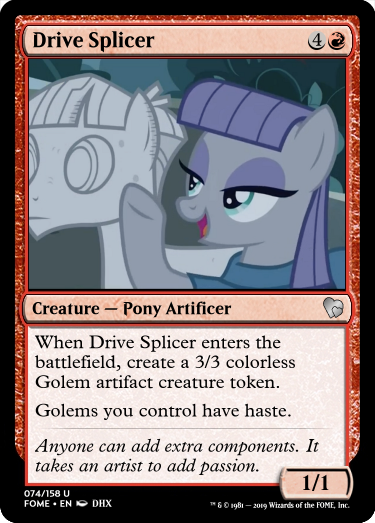 Drive Splicer 4
Creature — Pony Artificer
When Drive Splicer enters the
battlefield, create a 3/3 colorless
Golem artifact creature token.
Golems you control have haste.
Anyone can add extra components. It
takes an artist to add passion.
1/1
074/158 U
FOME • EN DHX
™ & © 1981 — 2019 Wizards of the FOME, Inc.